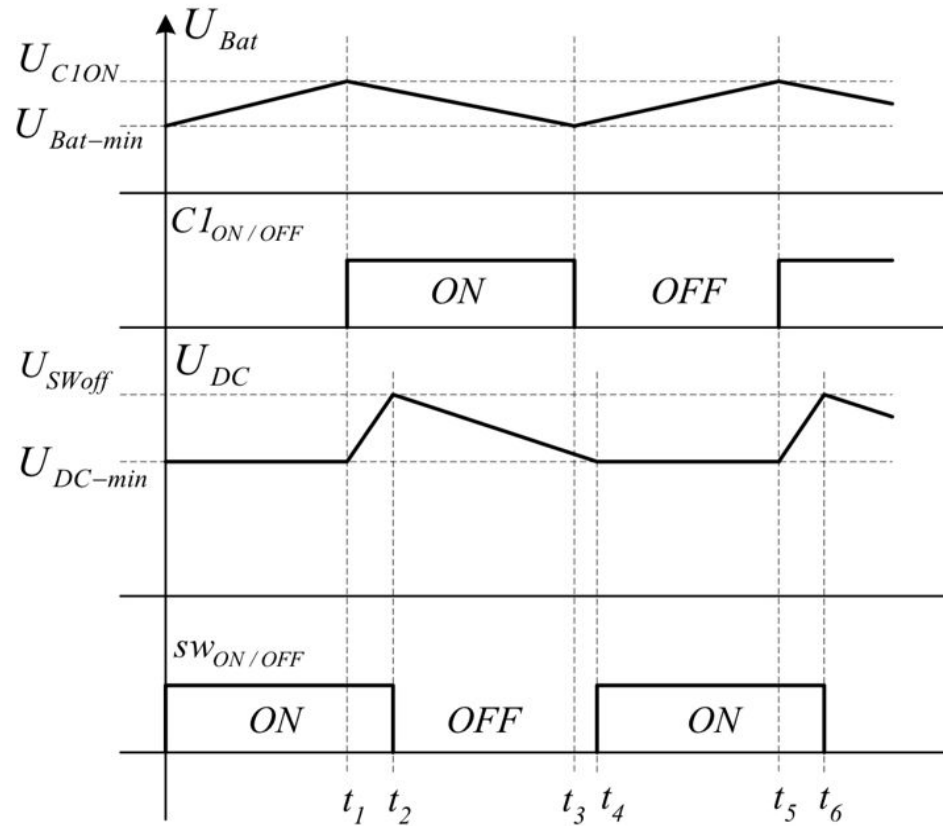 U_Bat
U_C1ON
U_Bat-min
C1_ON/OFF
ON OFF
U_SWoff U_DC
U_DC-min
sw_ON/OFF
ON OFF ON
t_1 t_2 t_3 t_4 t_5 t_6